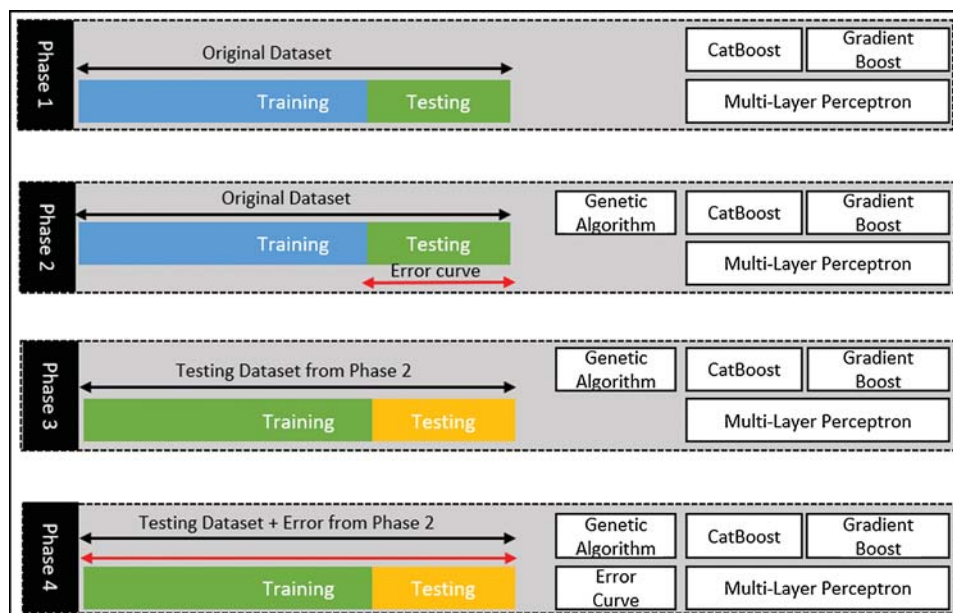 Phase 1
Original Dataset
Training
Testing
CatBoost
Gradient
Boost
Multi-Layer Perceptron
Phase 2
Original Dataset
Training
Testing
Error curve
Genetic
Algorithm
CatBoost
Gradient
Boost
Multi-Layer Perceptron
Phase 3
Testing Dataset from Phase 2
Training
Testing
Genetic
Algorithm
CatBoost
Gradient
Boost
Multi-Layer Perceptron
Phase 4
Testing Dataset + Error from Phase 2
Training
Testing
Genetic
Algorithm
CatBoost
Gradient
Boost
Error
Curve
Multi-Layer Perceptron